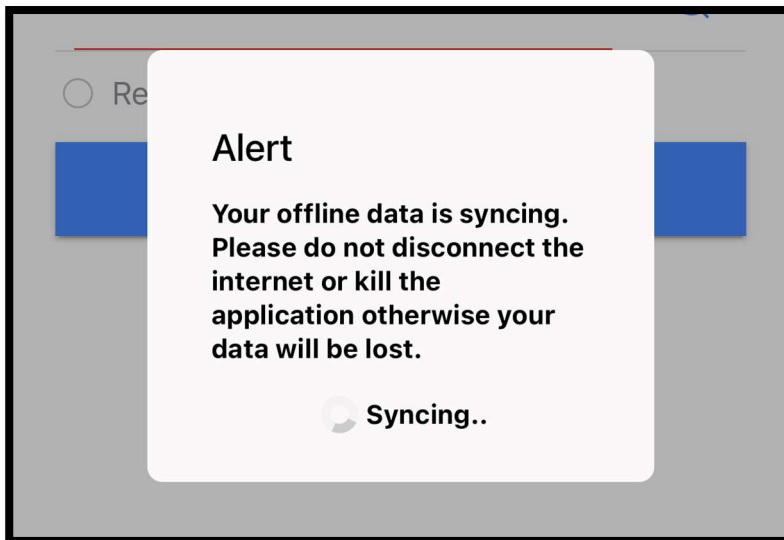 Re
Alert
Your offline data is syncing.
Please do not disconnect the
internet or kill the
application otherwise your
data will be lost.
Syncing..